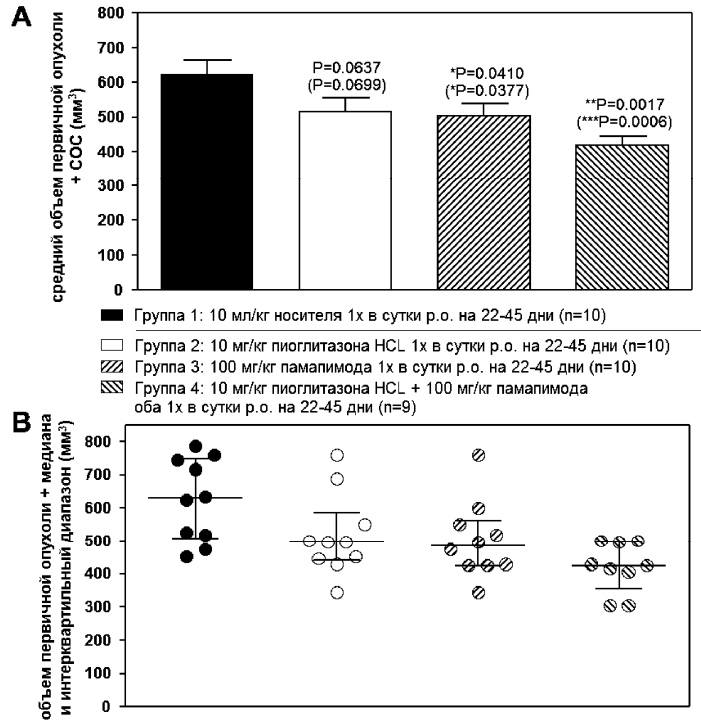 A
средний объем первичной опухоли
+ СОС (мм³)
800
700
600
500
400
300
200
100
0
P=0.0637
(P=0.0699)
*P=0.0410
(*P=0.0377)
**P=0.0017
(***P=0.0006)
Группа 1: 10 мл/кг носителя 1х в сутки р.о. на 22-45 дни (n=10)
Группа 2: 10 мг/кг пиоглитазона HCL 1х в сутки р.о. на 22-45 дни (n=10)
Группа 3: 100 мг/кг памапимода 1х в сутки р.о. на 22-45 дни (n=10)
Группа 4: 10 мг/кг пиоглитазона HCL + 100 мг/кг памапимода
оба 1х в сутки р.о. на 22-45 дни (n=9)
B
объем первичной опухоли + медиана
и интерквартильный диапазон (мм³)
800
700
600
500
400
300
200
100
0